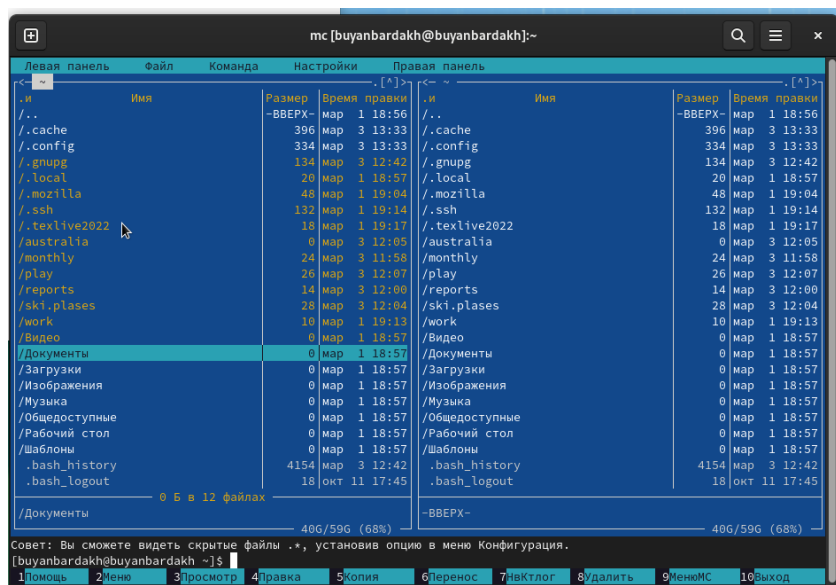 mc [buyanbardakh@buyanbardakh]:~
Левая панель Файл Команда Настройки Правая панель
<- ~ .[^]> <- ~ .[^]>
.и Имя Размер Время правки .и Имя Размер Время правки
/.. -ВВЕРХ- мар 1 18:56 /.. -ВВЕРХ- мар 1 18:56
/.cache 396 мар 3 13:33 /.cache 396 мар 3 13:33
/.config 334 мар 3 13:33 /.config 334 мар 3 13:33
/.gnupg 134 мар 3 12:42 /.gnupg 134 мар 3 12:42
/.local 20 мар 1 18:57 /.local 20 мар 1 18:57
/.mozilla 48 мар 1 19:04 /.mozilla 48 мар 1 19:04
/.ssh 132 мар 1 19:14 /.ssh 132 мар 1 19:14
/.texlive2022 18 мар 1 19:17 /.texlive2022 18 мар 1 19:17
/australia 0 мар 3 12:05 /australia 0 мар 3 12:05
/monthly 24 мар 3 11:58 /monthly 24 мар 3 11:58
/play 26 мар 3 12:07 /play 26 мар 3 12:07
/reports 14 мар 3 12:00 /reports 14 мар 3 12:00
/ski.plases 28 мар 3 12:04 /ski.plases 28 мар 3 12:04
/work 10 мар 1 19:13 /work 10 мар 1 19:13
/Видео 0 мар 1 18:57 /Видео 0 мар 1 18:57
/Документы 0 мар 1 18:57 /Документы 0 мар 1 18:57
/Загрузки 0 мар 1 18:57 /Загрузки 0 мар 1 18:57
/Изображения 0 мар 1 18:57 /Изображения 0 мар 1 18:57
/Музыка 0 мар 1 18:57 /Музыка 0 мар 1 18:57
/Общедоступные 0 мар 1 18:57 /Общедоступные 0 мар 1 18:57
/Рабочий стол 0 мар 1 18:57 /Рабочий стол 0 мар 1 18:57
/Шаблоны 0 мар 1 18:57 /Шаблоны 0 мар 1 18:57
.bash_history 4154 мар 3 12:42 .bash_history 4154 мар 3 12:42
.bash_logout 18 окт 11 17:45 .bash_logout 18 окт 11 17:45
0 Б в 12 файлах
/Документы -ВВЕРХ-
40G/59G (68%) 40G/59G (68%)
Совет: Вы сможете видеть скрытые файлы .*, установив опцию в меню Конфигурация.
[buyanbardakh@buyanbardakh ~]$
1Помощь 2Меню 3Просмотр 4Правка 5Копия 6Перенос 7НвКтлог 8Удалить 9МенюMC 10Выход